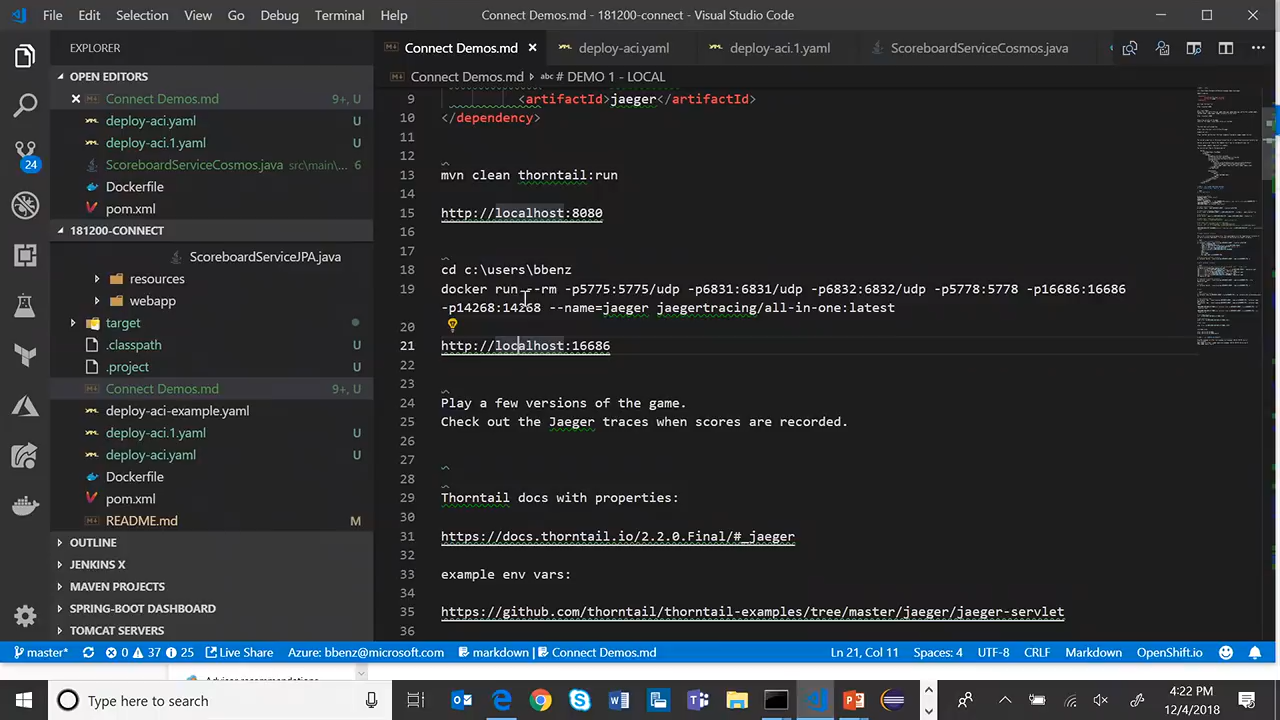 File Edit Selection View Go Debug Terminal Help Connect Demos.md - 181200-connect - Visual Studio Code
EXPLORER
Connect Demos.md deploy-aci.yaml deploy-aci.1.yaml ScoreboardServiceCosmos.java
Connect Demos.md › abc # DEMO 1 - LOCAL
OPEN EDITORS
Connect Demos.md 9+, U
deploy-aci.yaml U
deploy-aci.1.yaml U
ScoreboardServiceCosmos.java src\main\...
Dockerfile
pom.xml
181200-CONNECT
ScoreboardServiceJPA.java
resources
webapp
target
.classpath U
.project U
Connect Demos.md 9+, U
deploy-aci-example.yaml
deploy-aci.1.yaml U
deploy-aci.yaml U
Dockerfile
pom.xml
README.md M
OUTLINE
JENKINS X
MAVEN PROJECTS
SPRING-BOOT DASHBOARD
TOMCAT SERVERS
24
9 <artifactId>jaeger</artifactId>
10 </dependency>
11
12
13 mvn clean thorntail:run
14
15 http://localhost:8080
16
17
18 cd c:\users\bbenz
19 docker run --rm -p5775:5775/udp -p6831:6831/udp -p6832:6832/udp -p5778:5778 -p16686:16686
-p14268:14268 --name=jaeger jaegertracing/all-in-one:latest
20
21 http://localhost:16686
22
23
24 Play a few versions of the game.
25 Check out the Jaeger traces when scores are recorded.
26
27
28
29 Thorntail docs with properties:
30
31 https://docs.thorntail.io/2.2.0.Final/#_jaeger
32
33 example env vars:
34
35 https://github.com/thorntail/thorntail-examples/tree/master/jaeger/jaeger-servlet
36
master* 0 37 25 Live Share Azure: bbenz@microsoft.com markdown | Connect Demos.md Ln 21, Col 11 Spaces: 4 UTF-8 CRLF Markdown OpenShift.io
Advisor recommendations
Type here to search
4:22 PM
12/4/2018